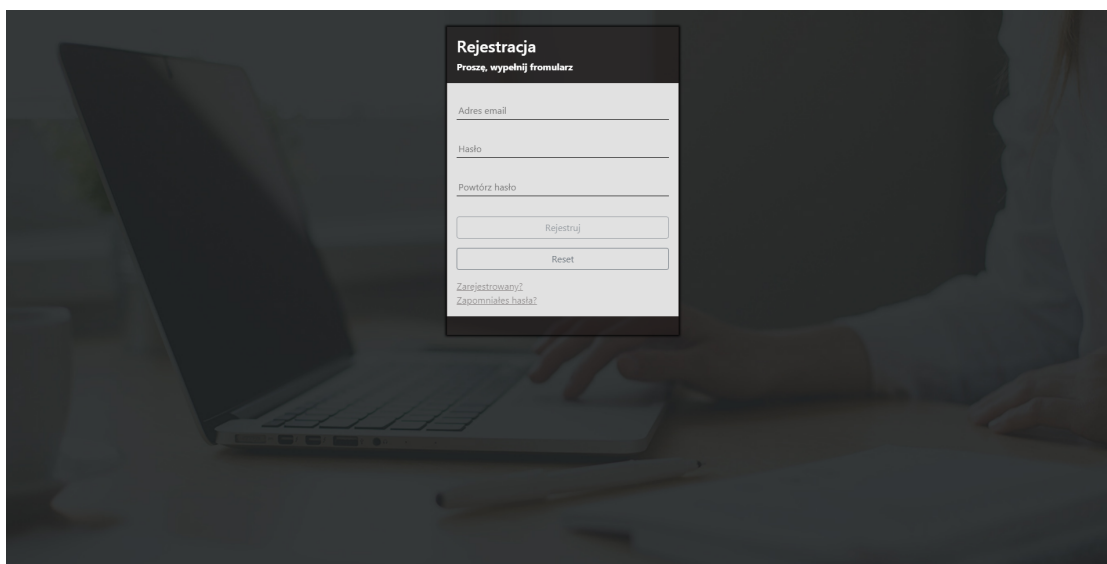 Rejestracja
Proszę, wypełnij fromularz
Adres email
Hasło
Powtórz hasło
Rejestruj
Reset
Zarejestrowany?
Zapomniałes hasła?